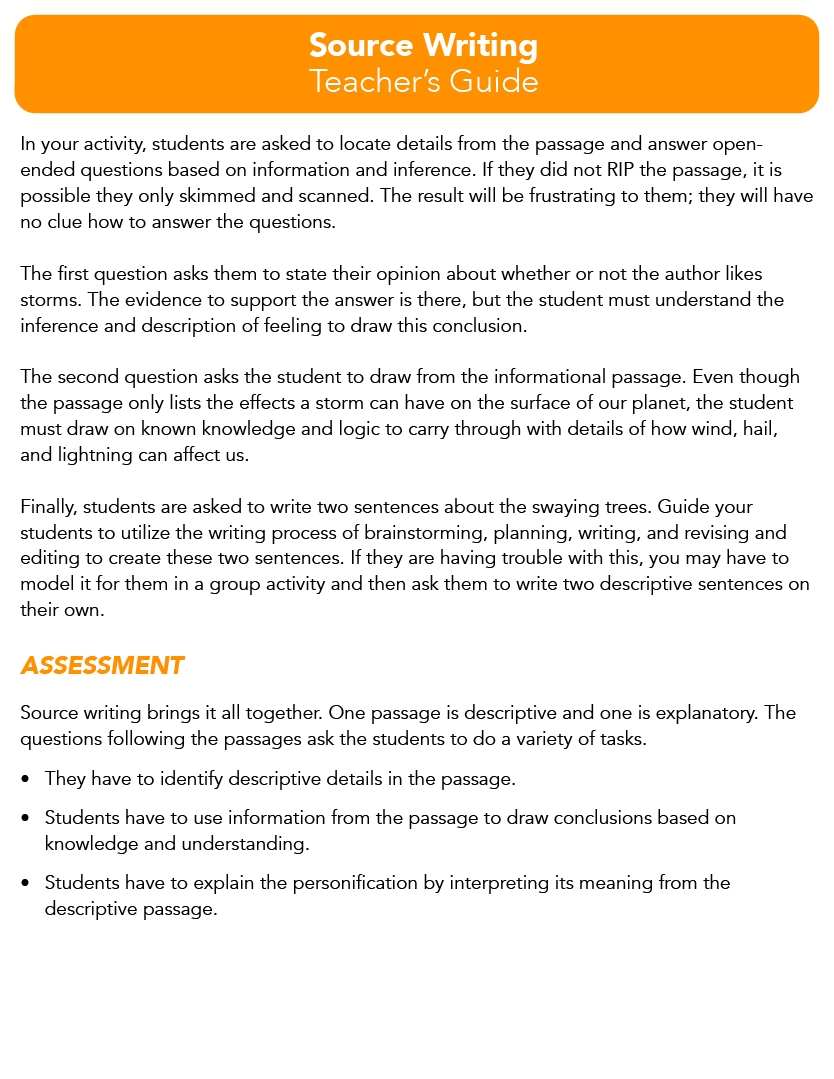 Source Writing
Teacher's Guide
In your activity, students are asked to locate details from the passage and answer open-
ended questions based on information and inference. If they did not RIP the passage, it is
possible they only skimmed and scanned. The result will be frustrating to them; they will have
no clue how to answer the questions.
The first question asks them to state their opinion about whether or not the author likes
storms. The evidence to support the answer is there, but the student must understand the
inference and description of feeling to draw this conclusion.
The second question asks the student to draw from the informational passage. Even though
the passage only lists the effects a storm can have on the surface of our planet, the student
must draw on known knowledge and logic to carry through with details of how wind, hail,
and lightning can affect us.
Finally, students are asked to write two sentences about the swaying trees. Guide your
students to utilize the writing process of brainstorming, planning, writing, and revising and
editing to create these two sentences. If they are having trouble with this, you may have to
model it for them in a group activity and then ask them to write two descriptive sentences on
their own.
ASSESSMENT
Source writing brings it all together. One passage is descriptive and one is explanatory. The
questions following the passages ask the students to do a variety of tasks.
• They have to identify descriptive details in the passage.
• Students have to use information from the passage to draw conclusions based on
knowledge and understanding.
• Students have to explain the personification by interpreting its meaning from the
descriptive passage.